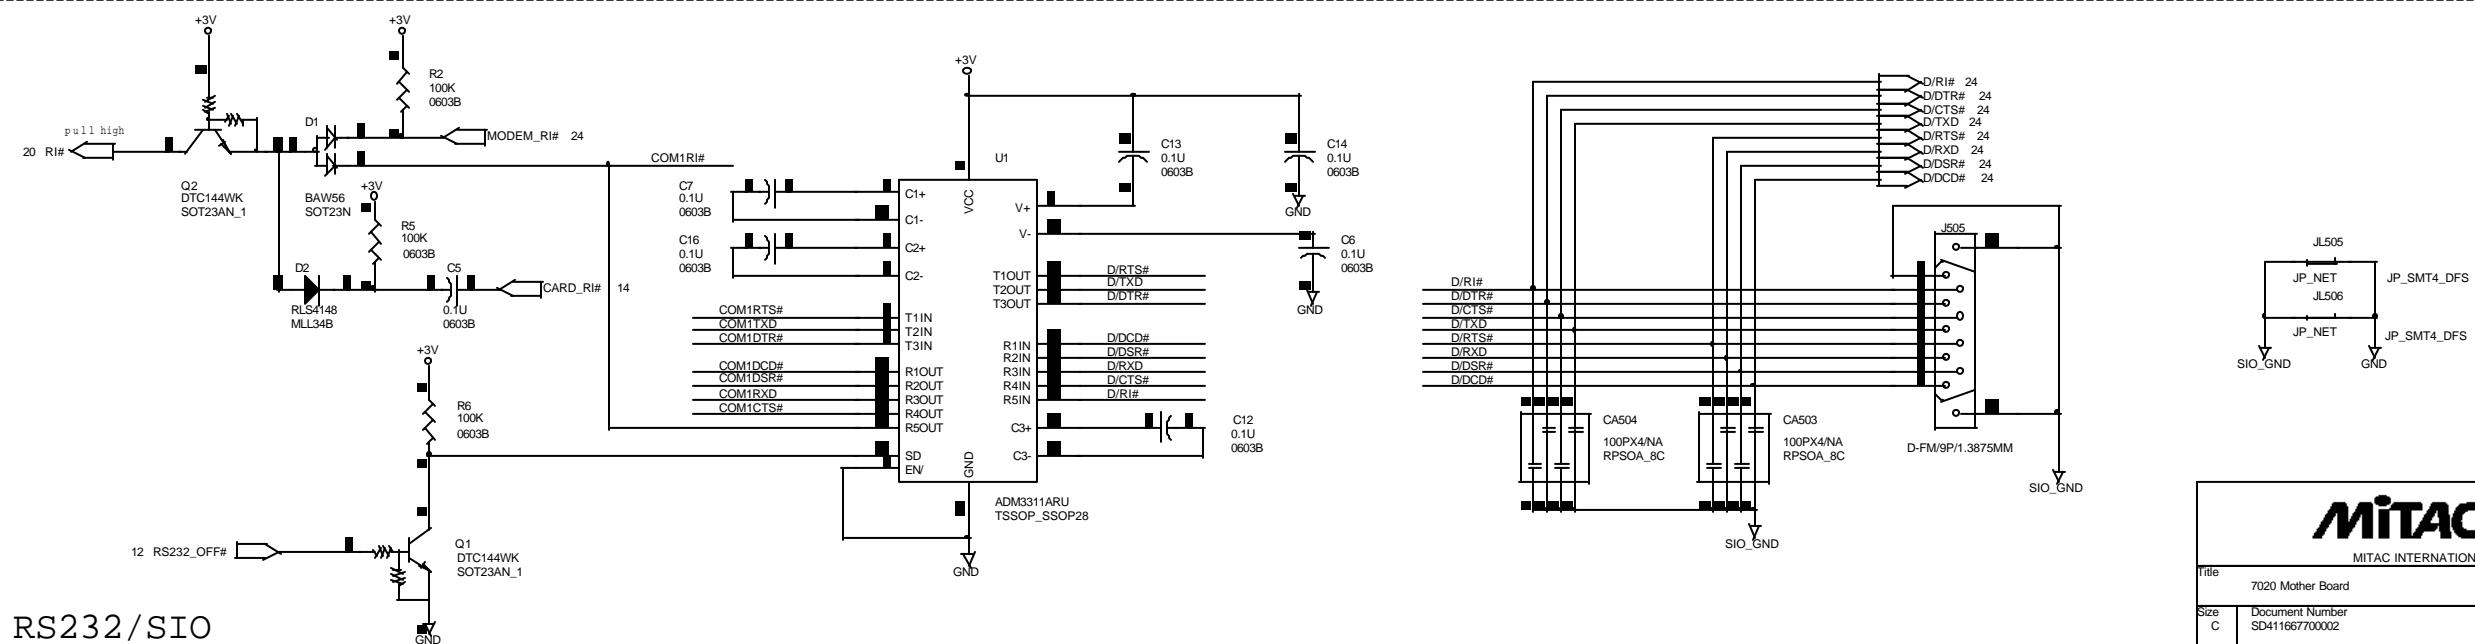 +3V
+3V
R2
100K
0603B
pull high
D1
20 RI#
MODEM_RI# 24
COM1RI#
Q2
DTC144WK
SOT23AN_1
BAW56
SOT23N
+3V
R5
100K
0603B
D2
RLS4148
MLL34B
C5
0.1U
0603B
CARD_RI# 14
+3V
R6
100K
0603B
12 RS232_OFF#
Q1
DTC144WK
SOT23AN_1
GND
RS232/SIO
C7
0.1U
0603B
C16
0.1U
0603B
COM1RTS#
COM1TXD
COM1DTR#
COM1DCD#
COM1DSR#
COM1RXD
COM1CTS#
+3V
U1
C1+
C1-
C2+
C2-
T1IN
T2IN
T3IN
R1OUT
R2OUT
R3OUT
R4OUT
R5OUT
SD
EN/
VCC
GND
V+
V-
T1OUT
T2OUT
T3OUT
R1IN
R2IN
R3IN
R4IN
R5IN
C3+
C3-
ADM3311ARU
TSSOP_SSOP28
GND
C13
0.1U
0603B
C14
0.1U
0603B
GND
C6
0.1U
0603B
GND
D/RTS#
D/TXD
D/DTR#
D/DCD#
D/DSR#
D/RXD
D/CTS#
D/RI#
C12
0.1U
0603B
D/RI# 24
D/DTR# 24
D/CTS# 24
D/TXD 24
D/RTS# 24
D/RXD 24
D/DSR# 24
D/DCD# 24
D/RI#
D/DTR#
D/CTS#
D/TXD
D/RTS#
D/RXD
D/DSR#
D/DCD#
CA504
100PX4/NA
RPSOA_8C
CA503
100PX4/NA
RPSOA_8C
SIO_GND
J505
D-FM/9P/1.3875MM
SIO_GND
JL505
JP_NET
JP_SMT4_DFS
JL506
JP_NET
JP_SMT4_DFS
SIO_GND
GND
MiTAC
MITAC INTERNATION
Title
7020 Mother Board
Size
C
Document Number
SD411667700002